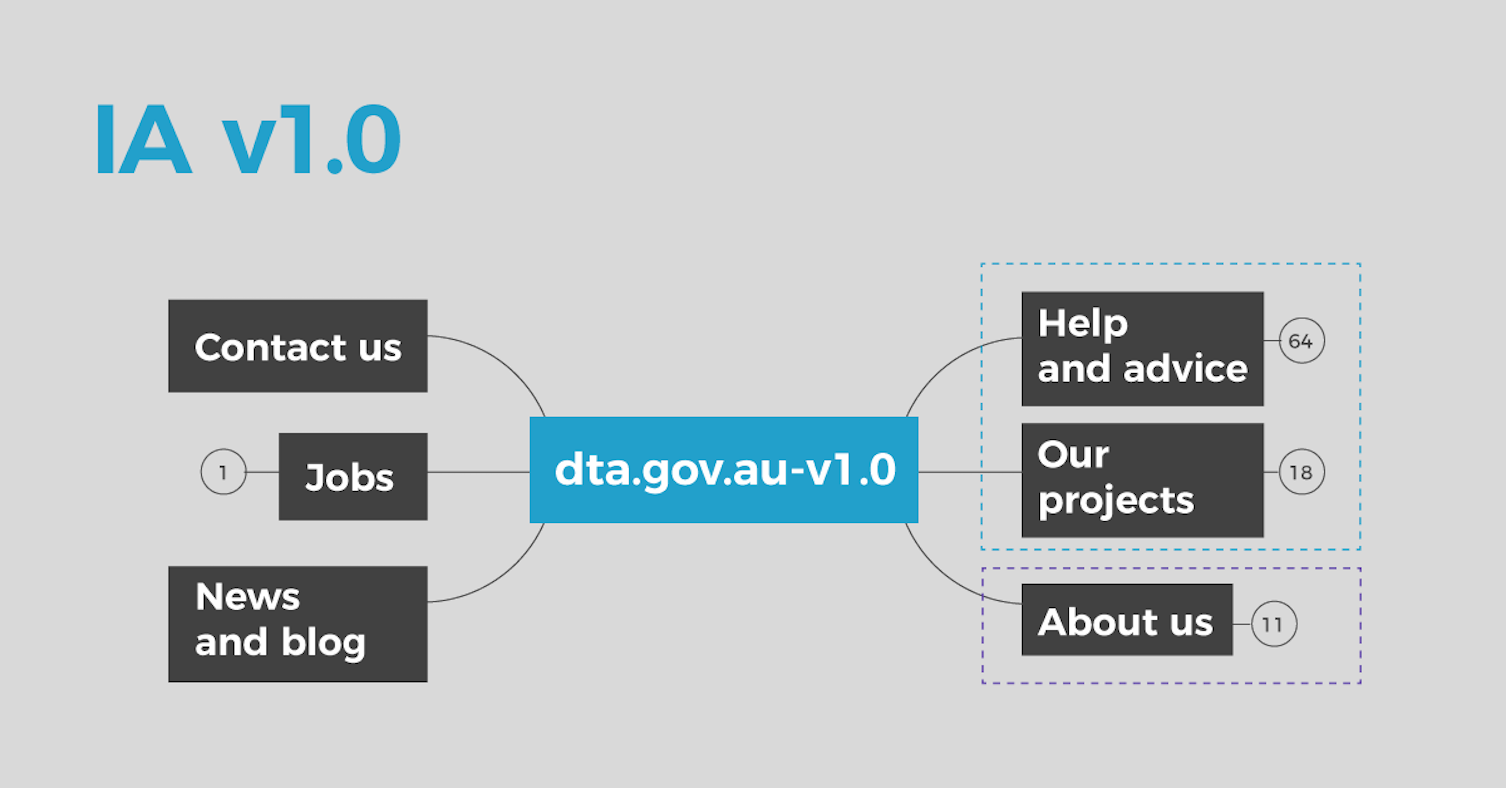 IA v1.0
Contact us
1
Jobs
News
and blog
dta.gov.au-v1.0
Help
and advice
64
Our
projects
18
About us
11